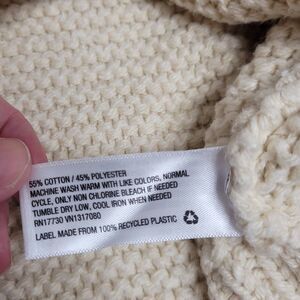 55% COTTON / 45% POLYESTER
MACHINE WASH WARM WITH LIKE COLORS, NORMAL
CYCLE, ONLY NON CHLORINE BLEACH IF NEEDED
TUMBLE DRY LOW, COOL IRON WHEN NEEDED
RN17730 VN1317080
LABEL MADE FROM 100% RECYCLED PLASTIC